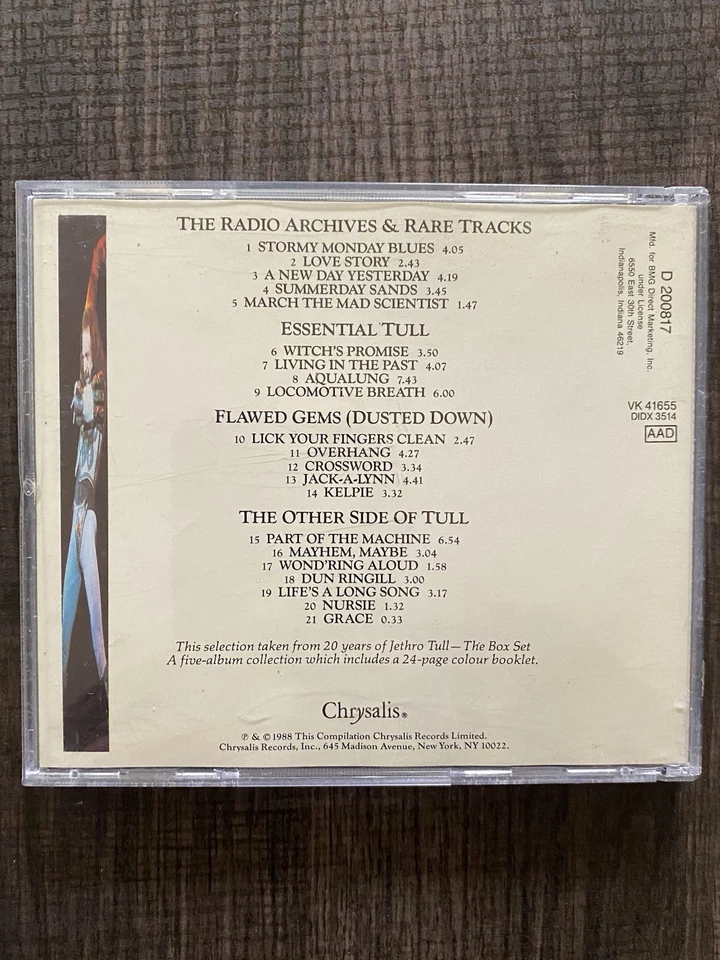 THE RADIO ARCHIVES & RARE TRACKS
1 STORMY MONDAY BLUES 4.05
2 LOVE STORY 2.43
3 A NEW DAY YESTERDAY 4.19
4 SUMMERDAY SANDS 3.45
5 MARCH THE MAD SCIENTIST 1.47
ESSENTIAL TULL
6 WITCH'S PROMISE 3.50
7 LIVING IN THE PAST 4.07
8 AQUALUNG 7.43
9 LOCOMOTIVE BREATH 6.00
FLAWED GEMS (DUSTED DOWN)
10 LICK YOUR FINGERS CLEAN 2.47
11 OVERHANG 4.27
12 CROSSWORD 3.34
13 JACK-A-LYNN 4.41
14 KELPIE 3.32
THE OTHER SIDE OF TULL
15 PART OF THE MACHINE 6.54
16 MAYHEM, MAYBE 3.04
17 WOND'RING ALOUD 1.58
18 DUN RINGILL 3.00
19 LIFE'S A LONG SONG 3.17
20 NURSIE 1.32
21 GRACE 0.33
This selection taken from 20 years of Jethro Tull—The Box Set
A five-album collection which includes a 24-page colour booklet.
Chrysalis®
℗ & © 1988 This Compilation Chrysalis Records Limited.
Chrysalis Records, Inc., 645 Madison Avenue, New York, NY 10022.
D 200817
Mfd. for BMG Direct Marketing, Inc.
under License
6550 East 30th Street,
Indianapolis, Indiana 46219
VK 41655
DIDX 3514
AAD